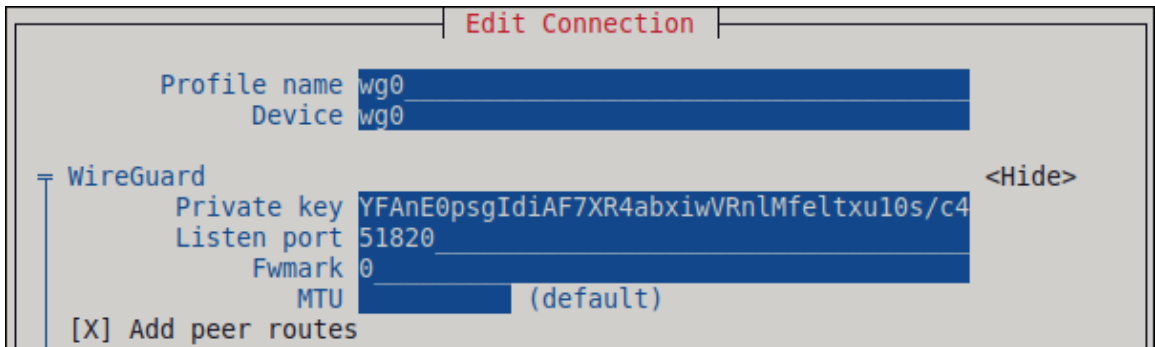 Edit Connection
Profile name wg0
Device wg0
WireGuard <Hide>
Private key YFAnE0psgIdiAF7XR4abxiwVRnlMfeltxu10s/c4
Listen port 51820
Fwmark 0
MTU (default)
[X] Add peer routes